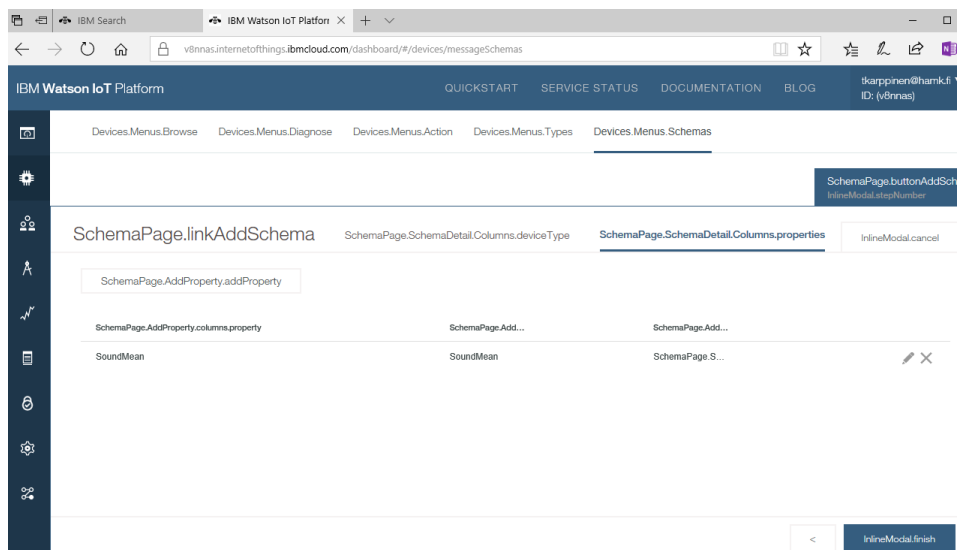 IBM Search
IBM Watson IoT Platforr
v8nnas.internetofthings.ibmcloud.com/dashboard/#/devices/messageSchemas
IBM Watson IoT Platform
QUICKSTART SERVICE STATUS DOCUMENTATION BLOG
tkarppinen@hamk.fi
ID: (v8nnas)
Devices.Menus.Browse Devices.Menus.Diagnose Devices.Menus.Action Devices.Menus.Types Devices.Menus.Schemas
SchemaPage.buttonAddSch
InlineModal.stepNumber
SchemaPage.linkAddSchema SchemaPage.SchemaDetail.Columns.deviceType SchemaPage.SchemaDetail.Columns.properties InlineModal.cancel
SchemaPage.AddProperty.addProperty
SchemaPage.AddProperty.columns.property SchemaPage.Add... SchemaPage.Add...
SoundMean SoundMean SchemaPage.S...
< InlineModal.finish